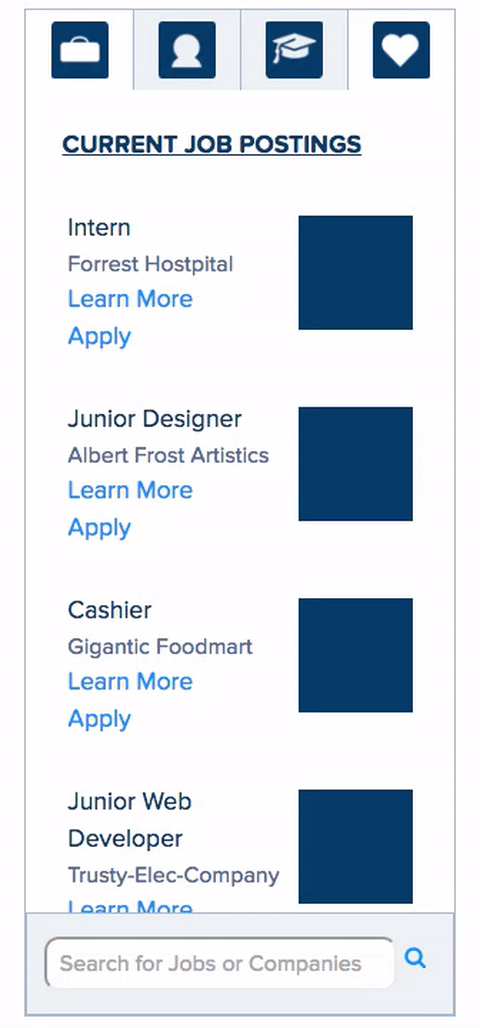 CURRENT JOB POSTINGS
Intern
Forrest Hostpital
Learn More
Apply
Junior Designer
Albert Frost Artistics
Learn More
Apply
Cashier
Gigantic Foodmart
Learn More
Apply
Junior Web
Developer
Trusty-Elec-Company
Learn More
Search for Jobs or Companies